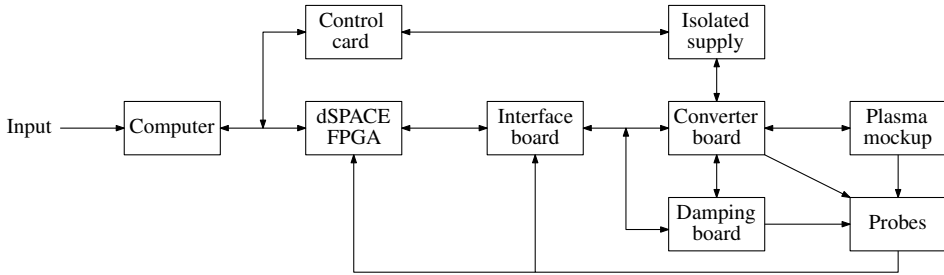 Control
card
Isolated
supply
Input
Computer
dSPACE
FPGA
Interface
board
Converter
board
Plasma
mockup
Damping
board
Probes